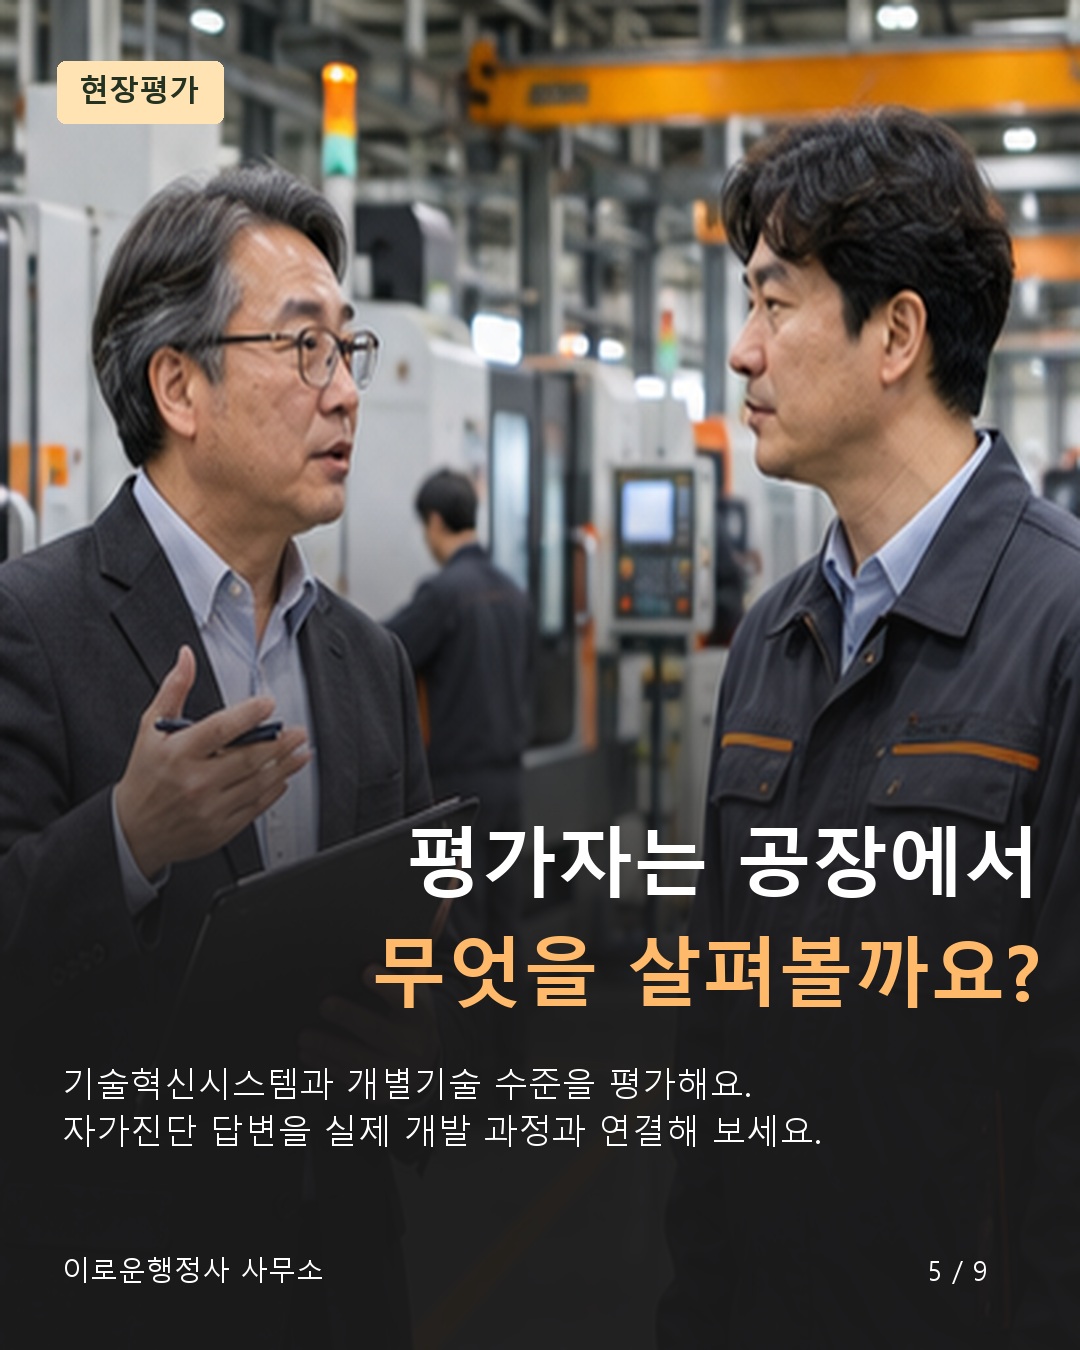 현장평가
평가자는 공장에서
무엇을 살펴볼까요?
기술혁신시스템과 개별기술 수준을 평가해요.
자가진단 답변을 실제 개발 과정과 연결해 보세요.
이로운행정사 사무소
5 / 9